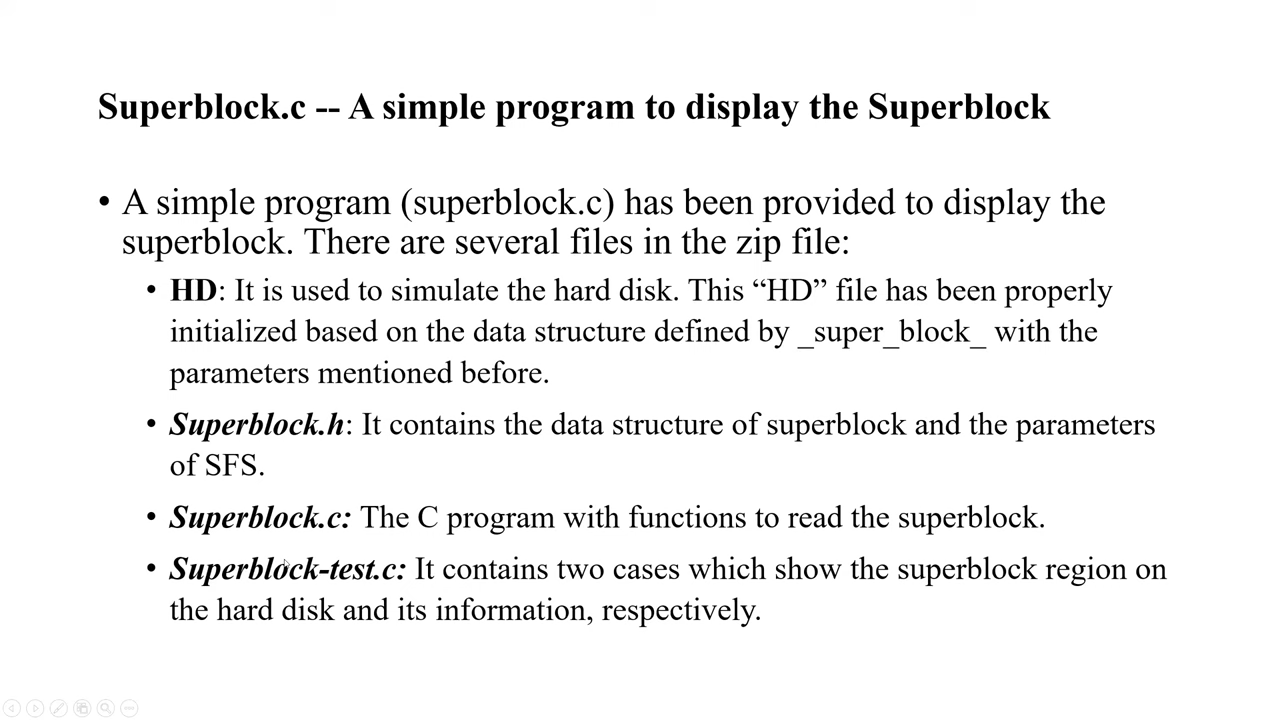 Superblock.c -- A simple program to display the Superblock
• A simple program (superblock.c) has been provided to display the
superblock. There are several files in the zip file:
• HD: It is used to simulate the hard disk. This “HD” file has been properly
initialized based on the data structure defined by _super_block_ with the
parameters mentioned before.
• Superblock.h: It contains the data structure of superblock and the parameters
of SFS.
• Superblock.c: The C program with functions to read the superblock.
• Superblock-test.c: It contains two cases which show the superblock region on
the hard disk and its information, respectively.